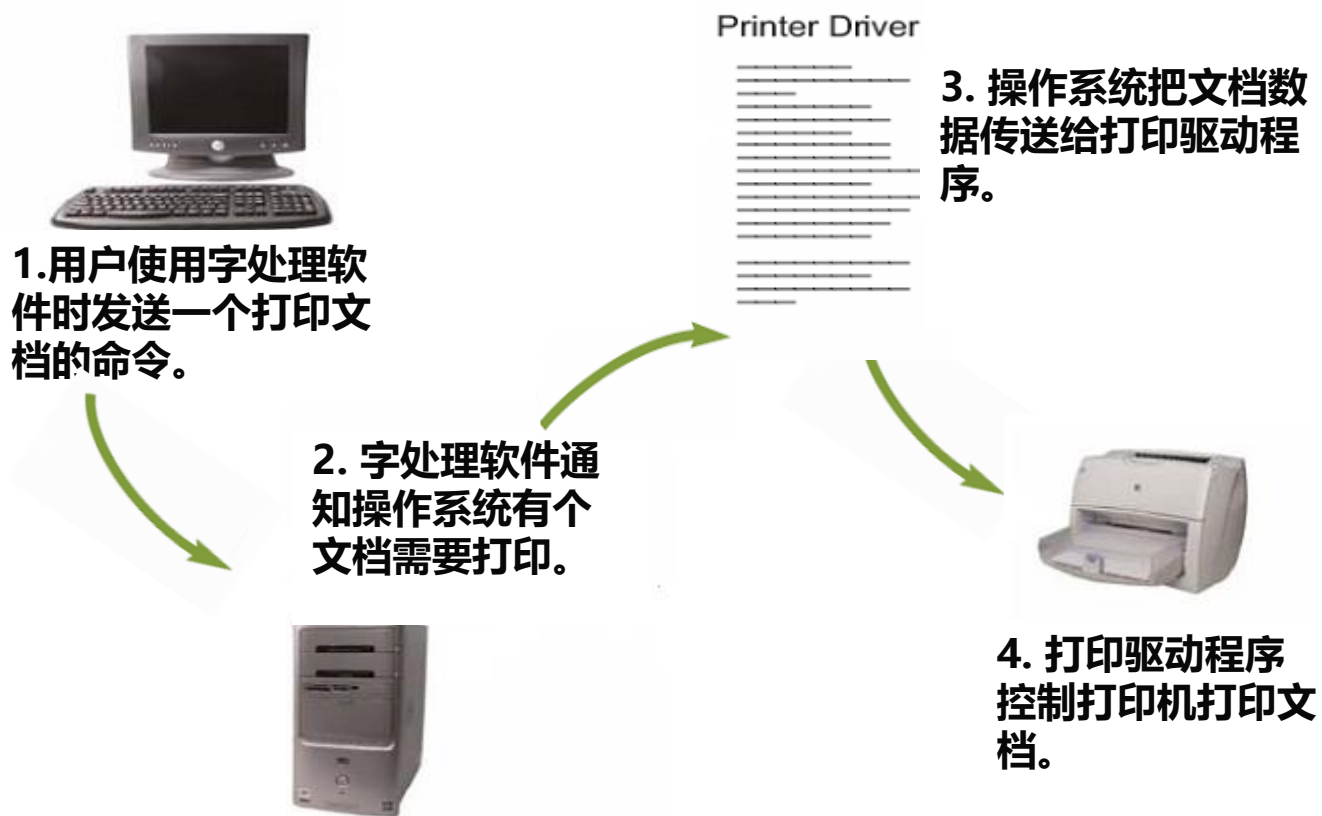 1.用户使用字处理软
件时发送一个打印文
档的命令。
2. 字处理软件通
知操作系统有个
文档需要打印。
Printer Driver
3. 操作系统把文档数
据传送给打印驱动程
序。
4. 打印驱动程序
控制打印机打印文
档。